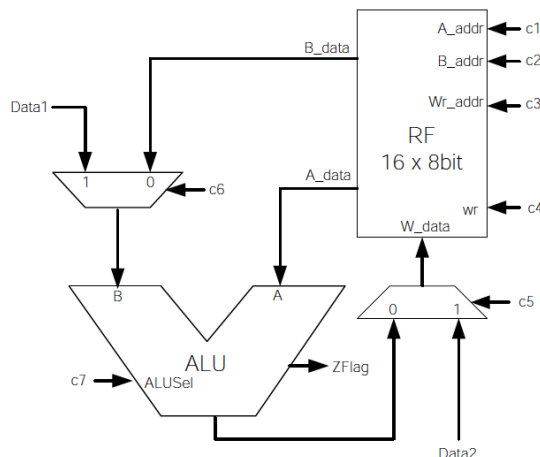 A_addr
c1
B_data
B_addr
c2
Data1
Wr_addr
c3
RF
16 x 8bit
1
0
c6
A_data
wr
c4
W_data
B
A
0
1
c5
ALU
ZFlag
c7
ALUSel
Data2